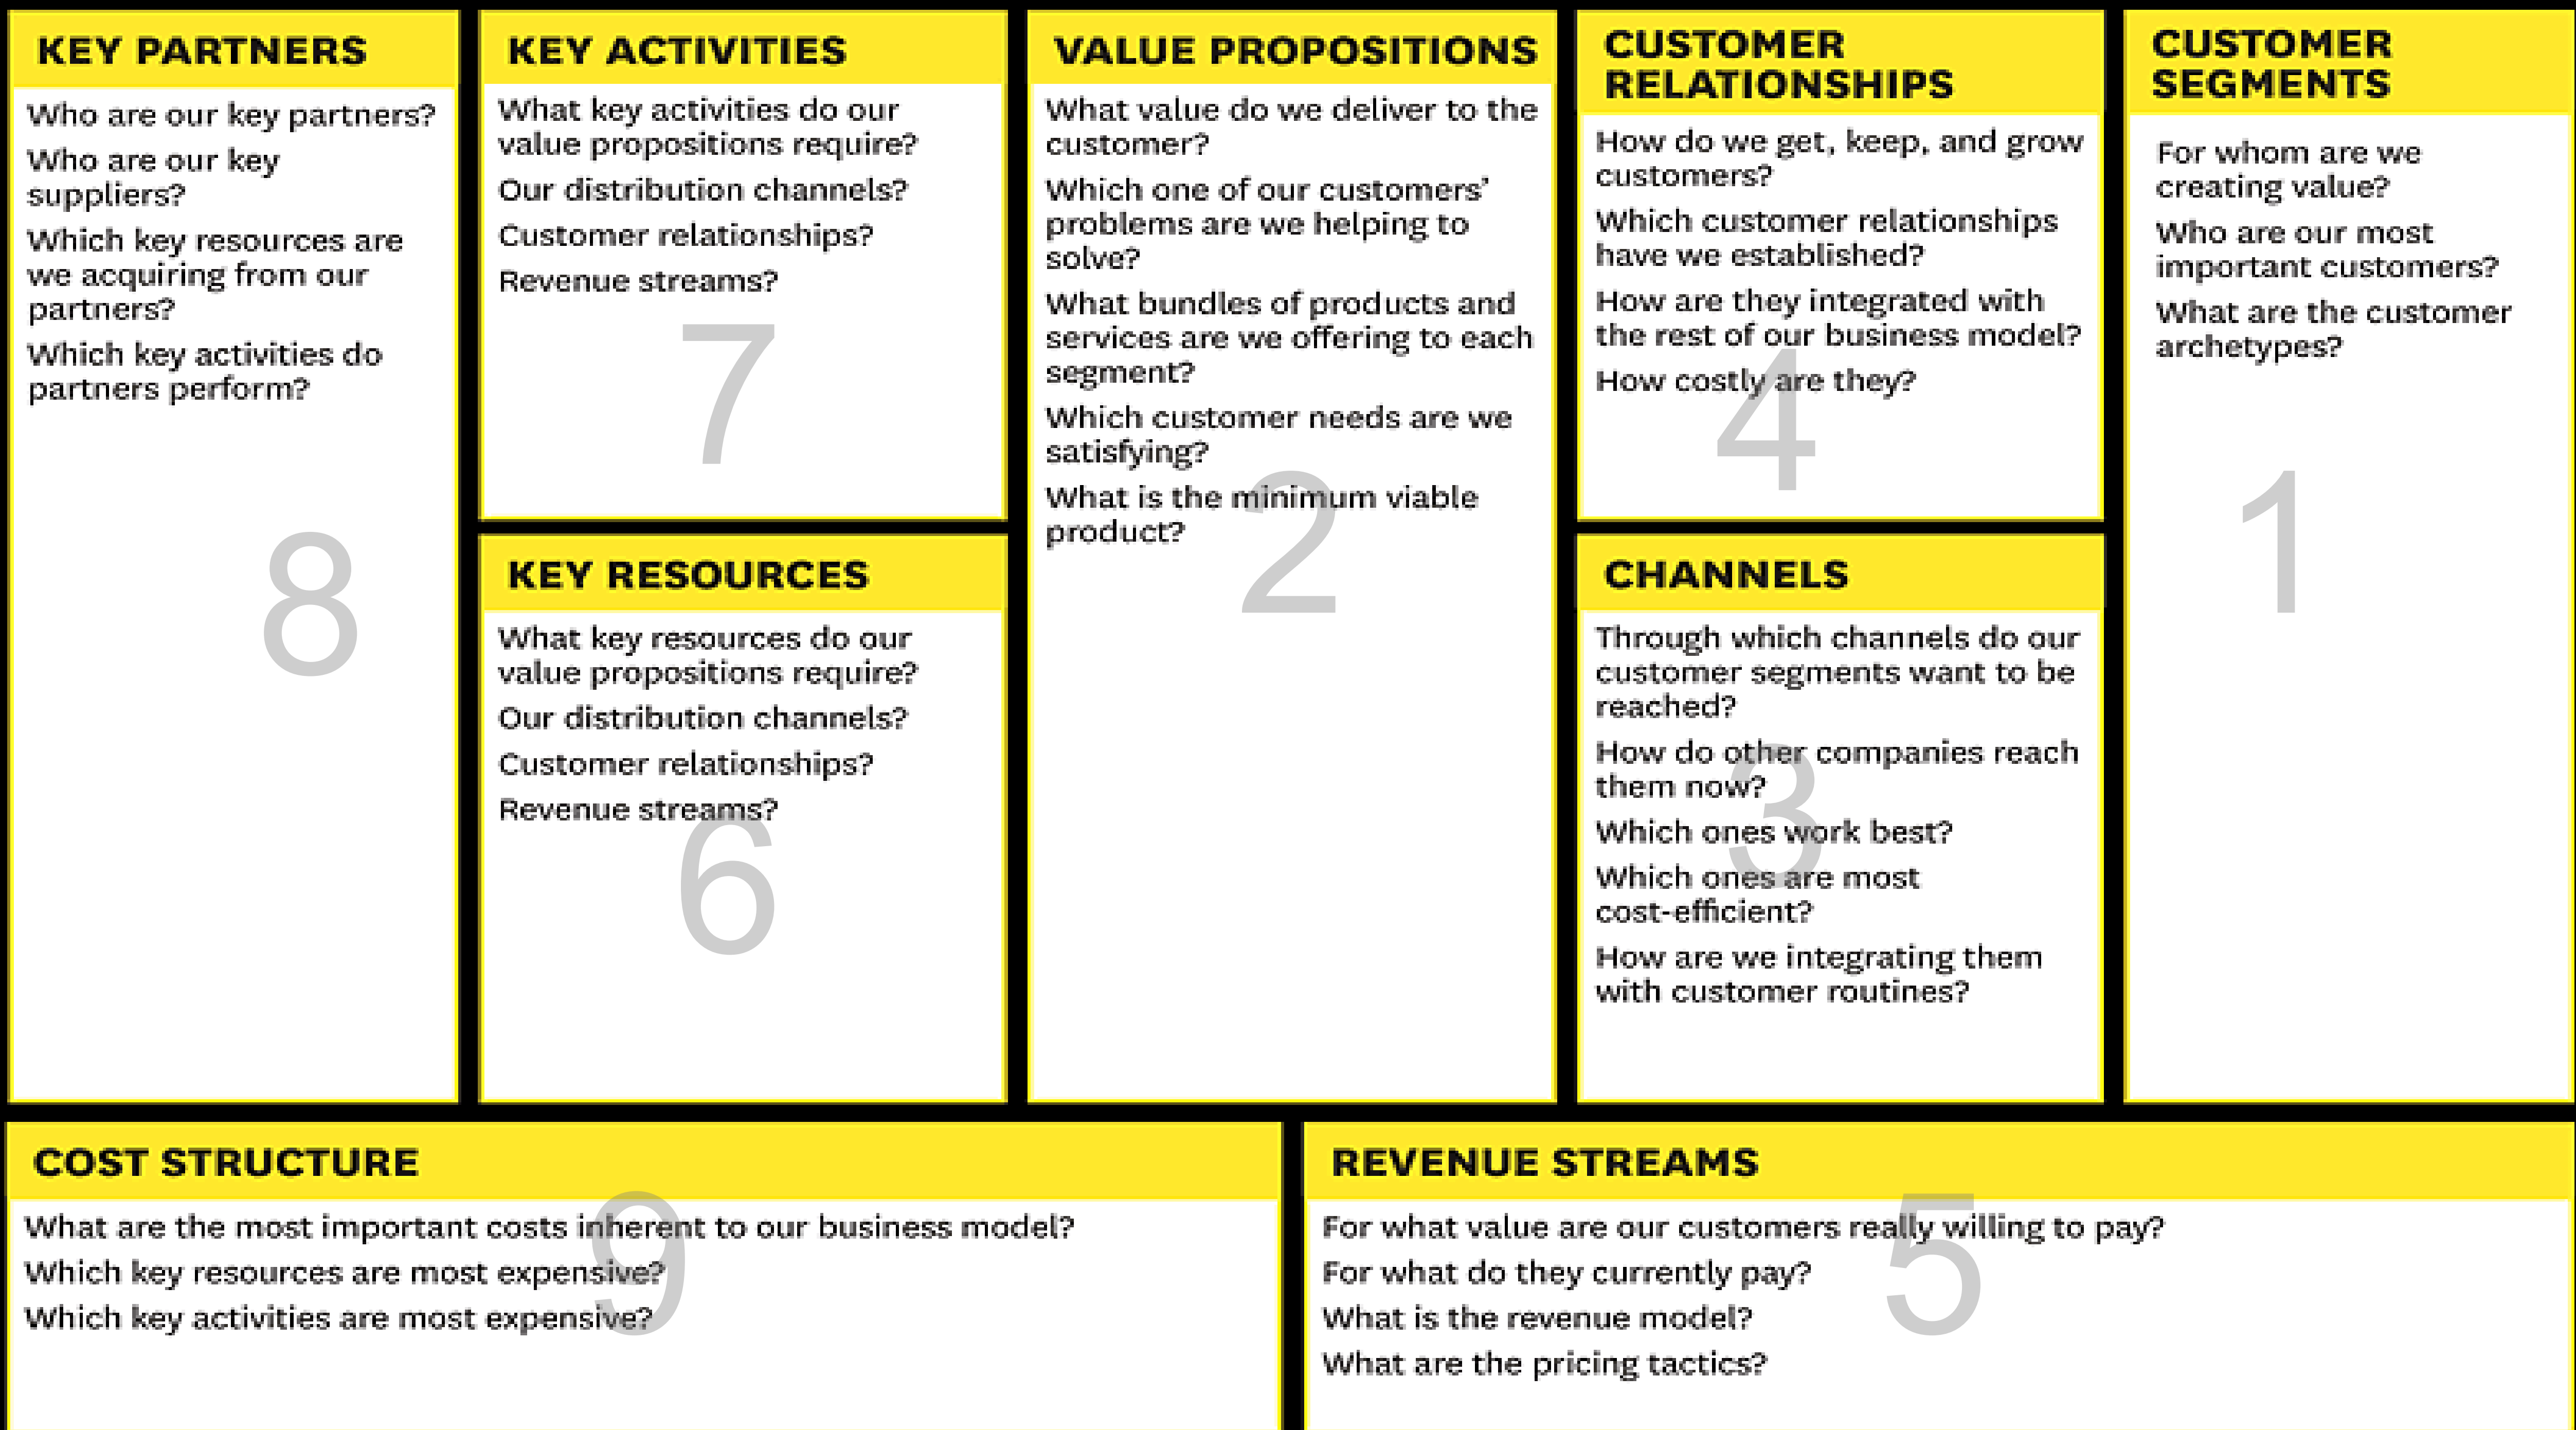 KEY PARTNERS
Who are our key partners?
Who are our key
suppliers?
Which key resources are
we acquiring from our
partners?
Which key activities do
partners perform?
8
KEY ACTIVITIES
What key activities do our
value propositions require?
Our distribution channels?
Customer relationships?
Revenue streams?
7
KEY RESOURCES
What key resources do our
value propositions require?
Our distribution channels?
Customer relationships?
Revenue streams?
6
VALUE PROPOSITIONS
What value do we deliver to the
customer?
Which one of our customers’
problems are we helping to
solve?
What bundles of products and
services are we offering to each
segment?
Which customer needs are we
satisfying?
What is the minimum viable
product?
2
CUSTOMER
RELATIONSHIPS
How do we get, keep, and grow
customers?
Which customer relationships
have we established?
How are they integrated with
the rest of our business model?
How costly are they?
4
CHANNELS
Through which channels do our
customer segments want to be
reached?
How do other companies reach
them now?
Which ones work best?
Which ones are most
cost-efficient?
How are we integrating them
with customer routines?
3
CUSTOMER
SEGMENTS
For whom are we
creating value?
Who are our most
important customers?
What are the customer
archetypes?
1
COST STRUCTURE
What are the most important costs inherent to our business model?
Which key resources are most expensive?
Which key activities are most expensive?
9
REVENUE STREAMS
For what value are our customers really willing to pay?
For what do they currently pay?
What is the revenue model?
What are the pricing tactics?
5